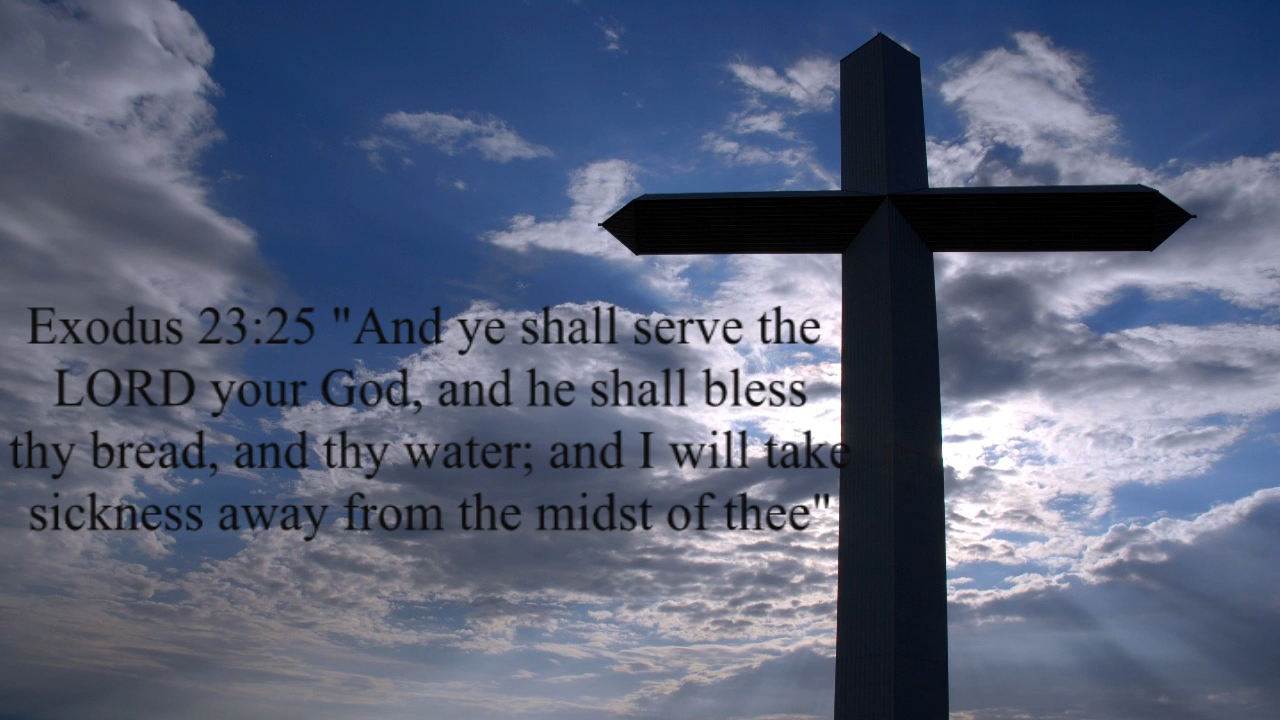 Exodus 23:25 "And ye shall serve the
LORD your God, and he shall bless
thy bread, and thy water; and I will take
sickness away from the midst of thee"